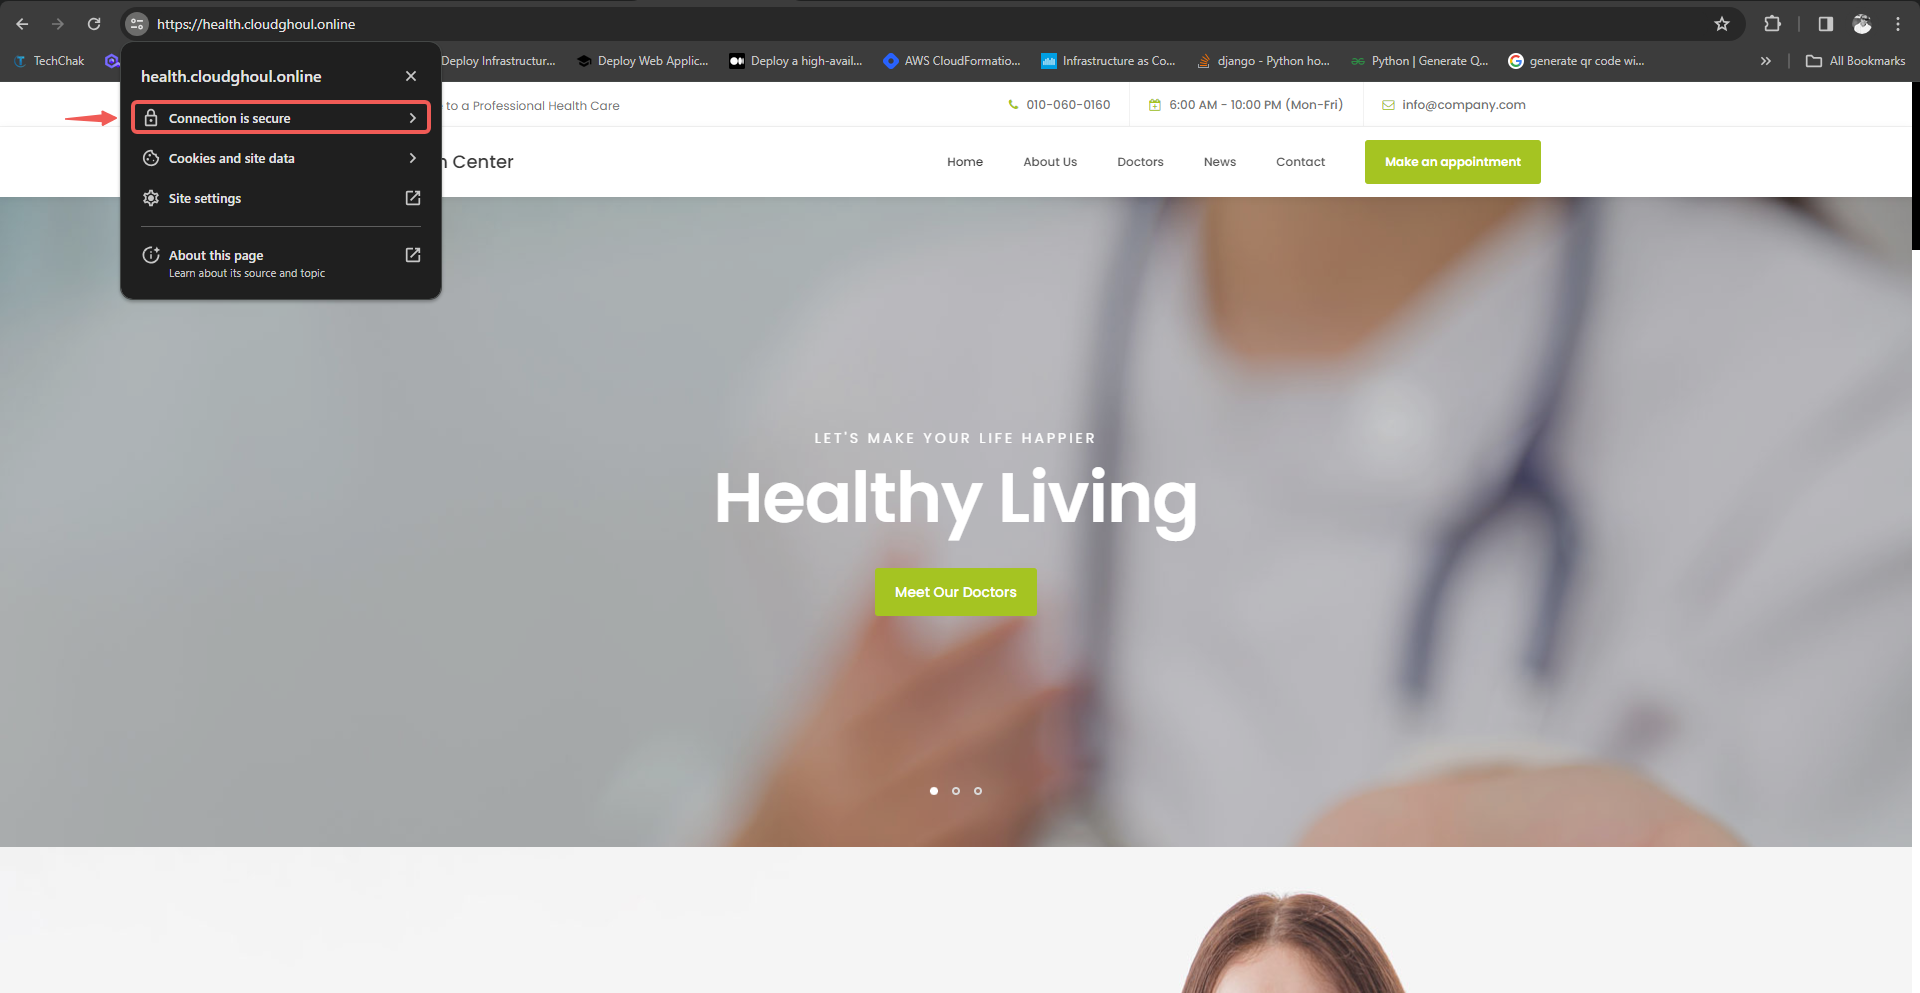 https://health.cloudghoul.online
TechChak
Deploy Infrastructur...
Deploy Web Applic...
Deploy a high-avail...
AWS CloudFormatio...
Infrastructure as Co...
django - Python ho...
Python | Generate Q...
generate qr code wi...
All Bookmarks
health.cloudghoul.online
Connection is secure
Cookies and site data
Site settings
About this page
Learn about its source and topic
to a Professional Health Care
010-060-0160
6:00 AM - 10:00 PM (Mon-Fri)
info@company.com
Center
Home
About Us
Doctors
News
Contact
Make an appointment
LET'S MAKE YOUR LIFE HAPPIER
Healthy Living
Meet Our Doctors